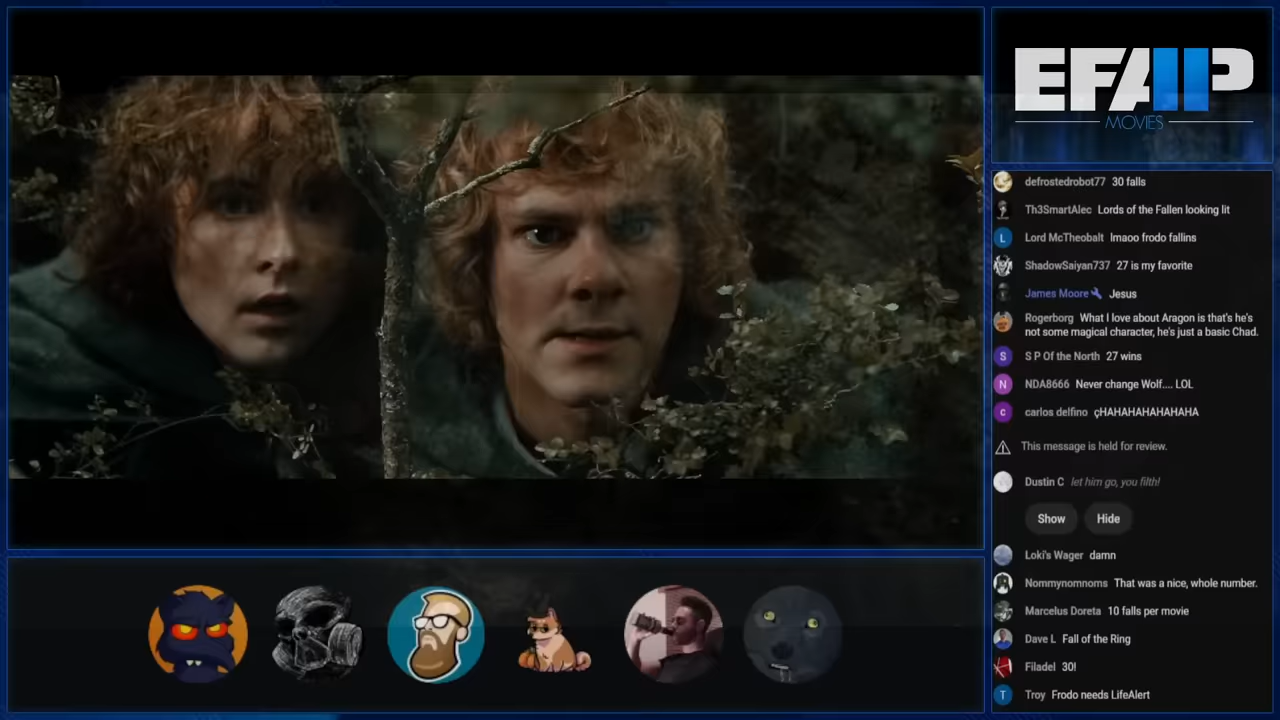 EFAP
MOVIES
defrostedrobot77 30 falls
Th3SmartAlec Lords of the Fallen looking lit
L Lord McTheobalt lmaoo frodo fallins
ShadowSaiyan737 27 is my favorite
James Moore Jesus
Rogerborg What I love about Aragon is that's he's
not some magical character, he's just a basic Chad.
S S P Of the North 27 wins
N NDA8666 Never change Wolf.... LOL
c carlos delfino çHAHAHAHAHAHAHA
This message is held for review.
Dustin C let him go, you filth!
Show Hide
Loki's Wager damn
Nommynomnoms That was a nice, whole number.
Marcelus Doreta 10 falls per movie
Dave L Fall of the Ring
Filadel 30!
T Troy Frodo needs LifeAlert